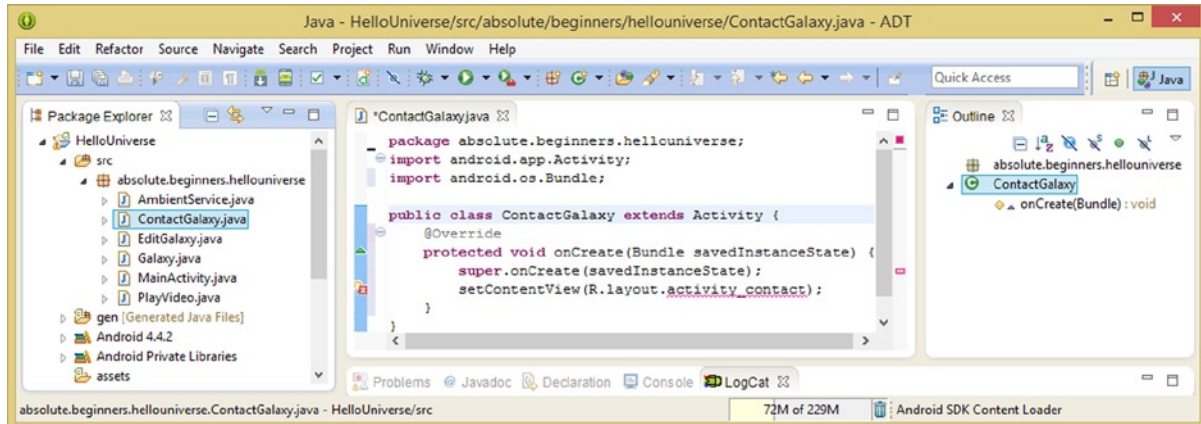 Java - HelloUniverse/src/absolute/beginners/hellouniverse/ContactGalaxy.java - ADT
File Edit Refactor Source Navigate Search Project Run Window Help
Quick Access
Java
Package Explorer
HelloUniverse
src
absolute.beginners.hellouniverse
AmbientService.java
ContactGalaxy.java
EditGalaxy.java
Galaxy.java
MainActivity.java
PlayVideo.java
gen [Generated Java Files]
Android 4.4.2
Android Private Libraries
assets
*ContactGalaxy.java
package absolute.beginners.hellouniverse;
import android.app.Activity;
import android.os.Bundle;
public class ContactGalaxy extends Activity {
@Override
protected void onCreate(Bundle savedInstanceState) {
super.onCreate(savedInstanceState);
setContentView(R.layout.activity_contact);
}
}
Outline
absolute.beginners.hellouniverse
ContactGalaxy
onCreate(Bundle) : void
Problems @ Javadoc Declaration Console LogCat
absolute.beginners.hellouniverse.ContactGalaxy.java - HelloUniverse/src
72M of 229M
Android SDK Content Loader